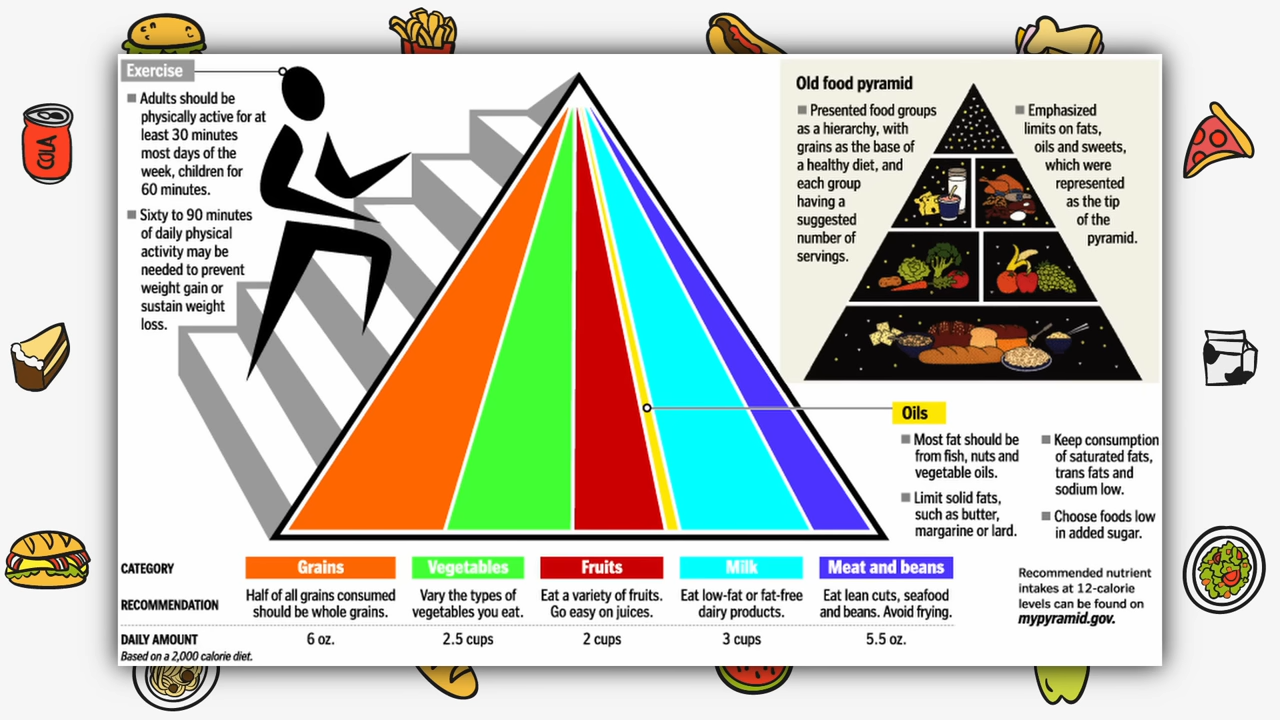 Exercise
Adults should be
physically active for at
least 30 minutes
most days of the
week, children for
60 minutes.
Sixty to 90 minutes
of daily physical
activity may be
needed to prevent
weight gain or
sustain weight
loss.
Old food pyramid
Presented food groups
as a hierarchy, with
grains as the base of
a healthy diet, and
each group
having a
suggested
number of
servings.
Emphasized
limits on fats,
oils and sweets,
which were
represented
as the tip
of the
pyramid.
Oils
Most fat should be
from fish, nuts and
vegetable oils.
Limit solid fats,
such as butter,
margarine or lard.
Keep consumption
of saturated fats,
trans fats and
sodium low.
Choose foods low
in added sugar.
CATEGORY
Grains
Vegetables
Fruits
Milk
Meat and beans
RECOMMENDATION
Half of all grains consumed
should be whole grains.
Vary the types of
vegetables you eat.
Eat a variety of fruits.
Go easy on juices.
Eat low-fat or fat-free
dairy products.
Eat lean cuts, seafood
and beans. Avoid frying.
DAILY AMOUNT
6 oz.
2.5 cups
2 cups
3 cups
5.5 oz.
Based on a 2,000 calorie diet.
Recommended nutrient
intakes at 12-calorie
levels can be found on
mypyramid.gov.
COLA